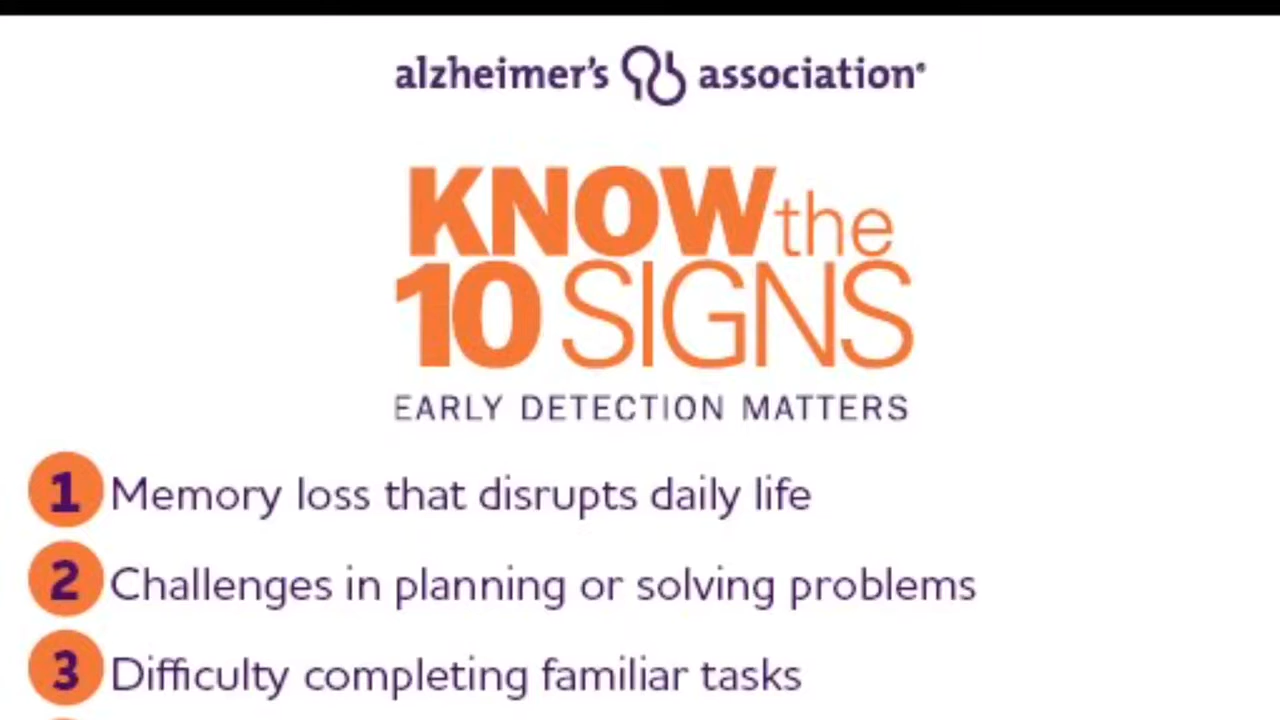 alzheimer's association®
KNOW the
10 SIGNS
EARLY DETECTION MATTERS
1 Memory loss that disrupts daily life
2 Challenges in planning or solving problems
3 Difficulty completing familiar tasks